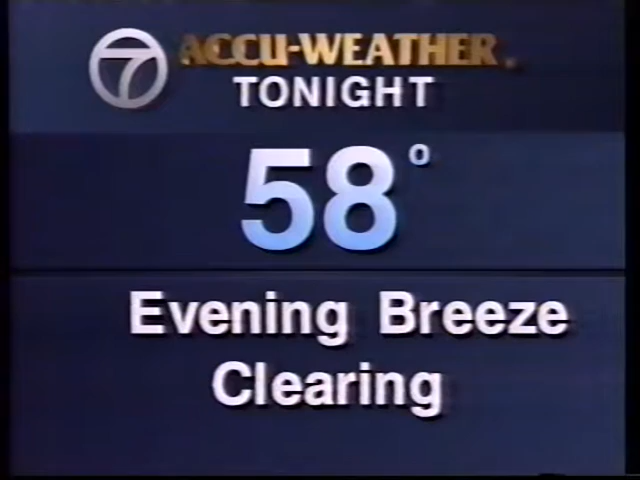 7 ACCU-WEATHER.
TONIGHT
58°
Evening Breeze
Clearing